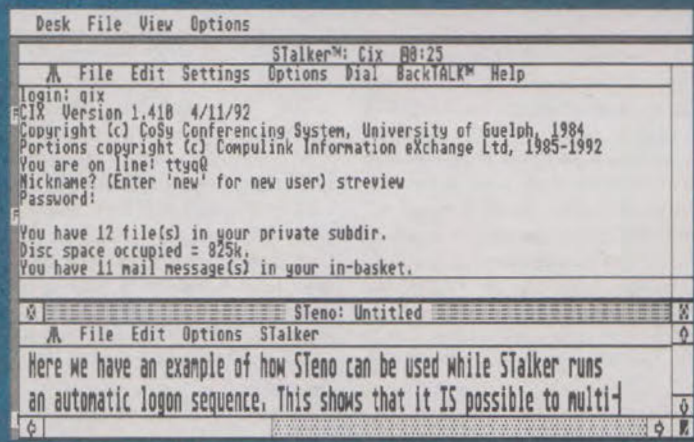 Desk File View Options
STalker™: Cix 00:25
File Edit Settings Options Dial BackTALK™ Help
login: qix
CIX Version 1.410 4/11/92
Copyright (c) CoSy Conferencing System, University of Guelph, 1984
Portions copyright (c) Compulink Information eXchange Ltd, 1985-1992
You are on line: ttyqQ
Nickname? (Enter 'new' for new user) streview
Password:
You have 12 file(s) in your private subdir.
Disc space occupied = 825k.
You have 11 mail message(s) in your in-basket.
STeno: Untitled
File Edit Options STalker
Here we have an example of how STeno can be used while STalker runs
an automatic logon sequence. This shows that it IS possible to multi-